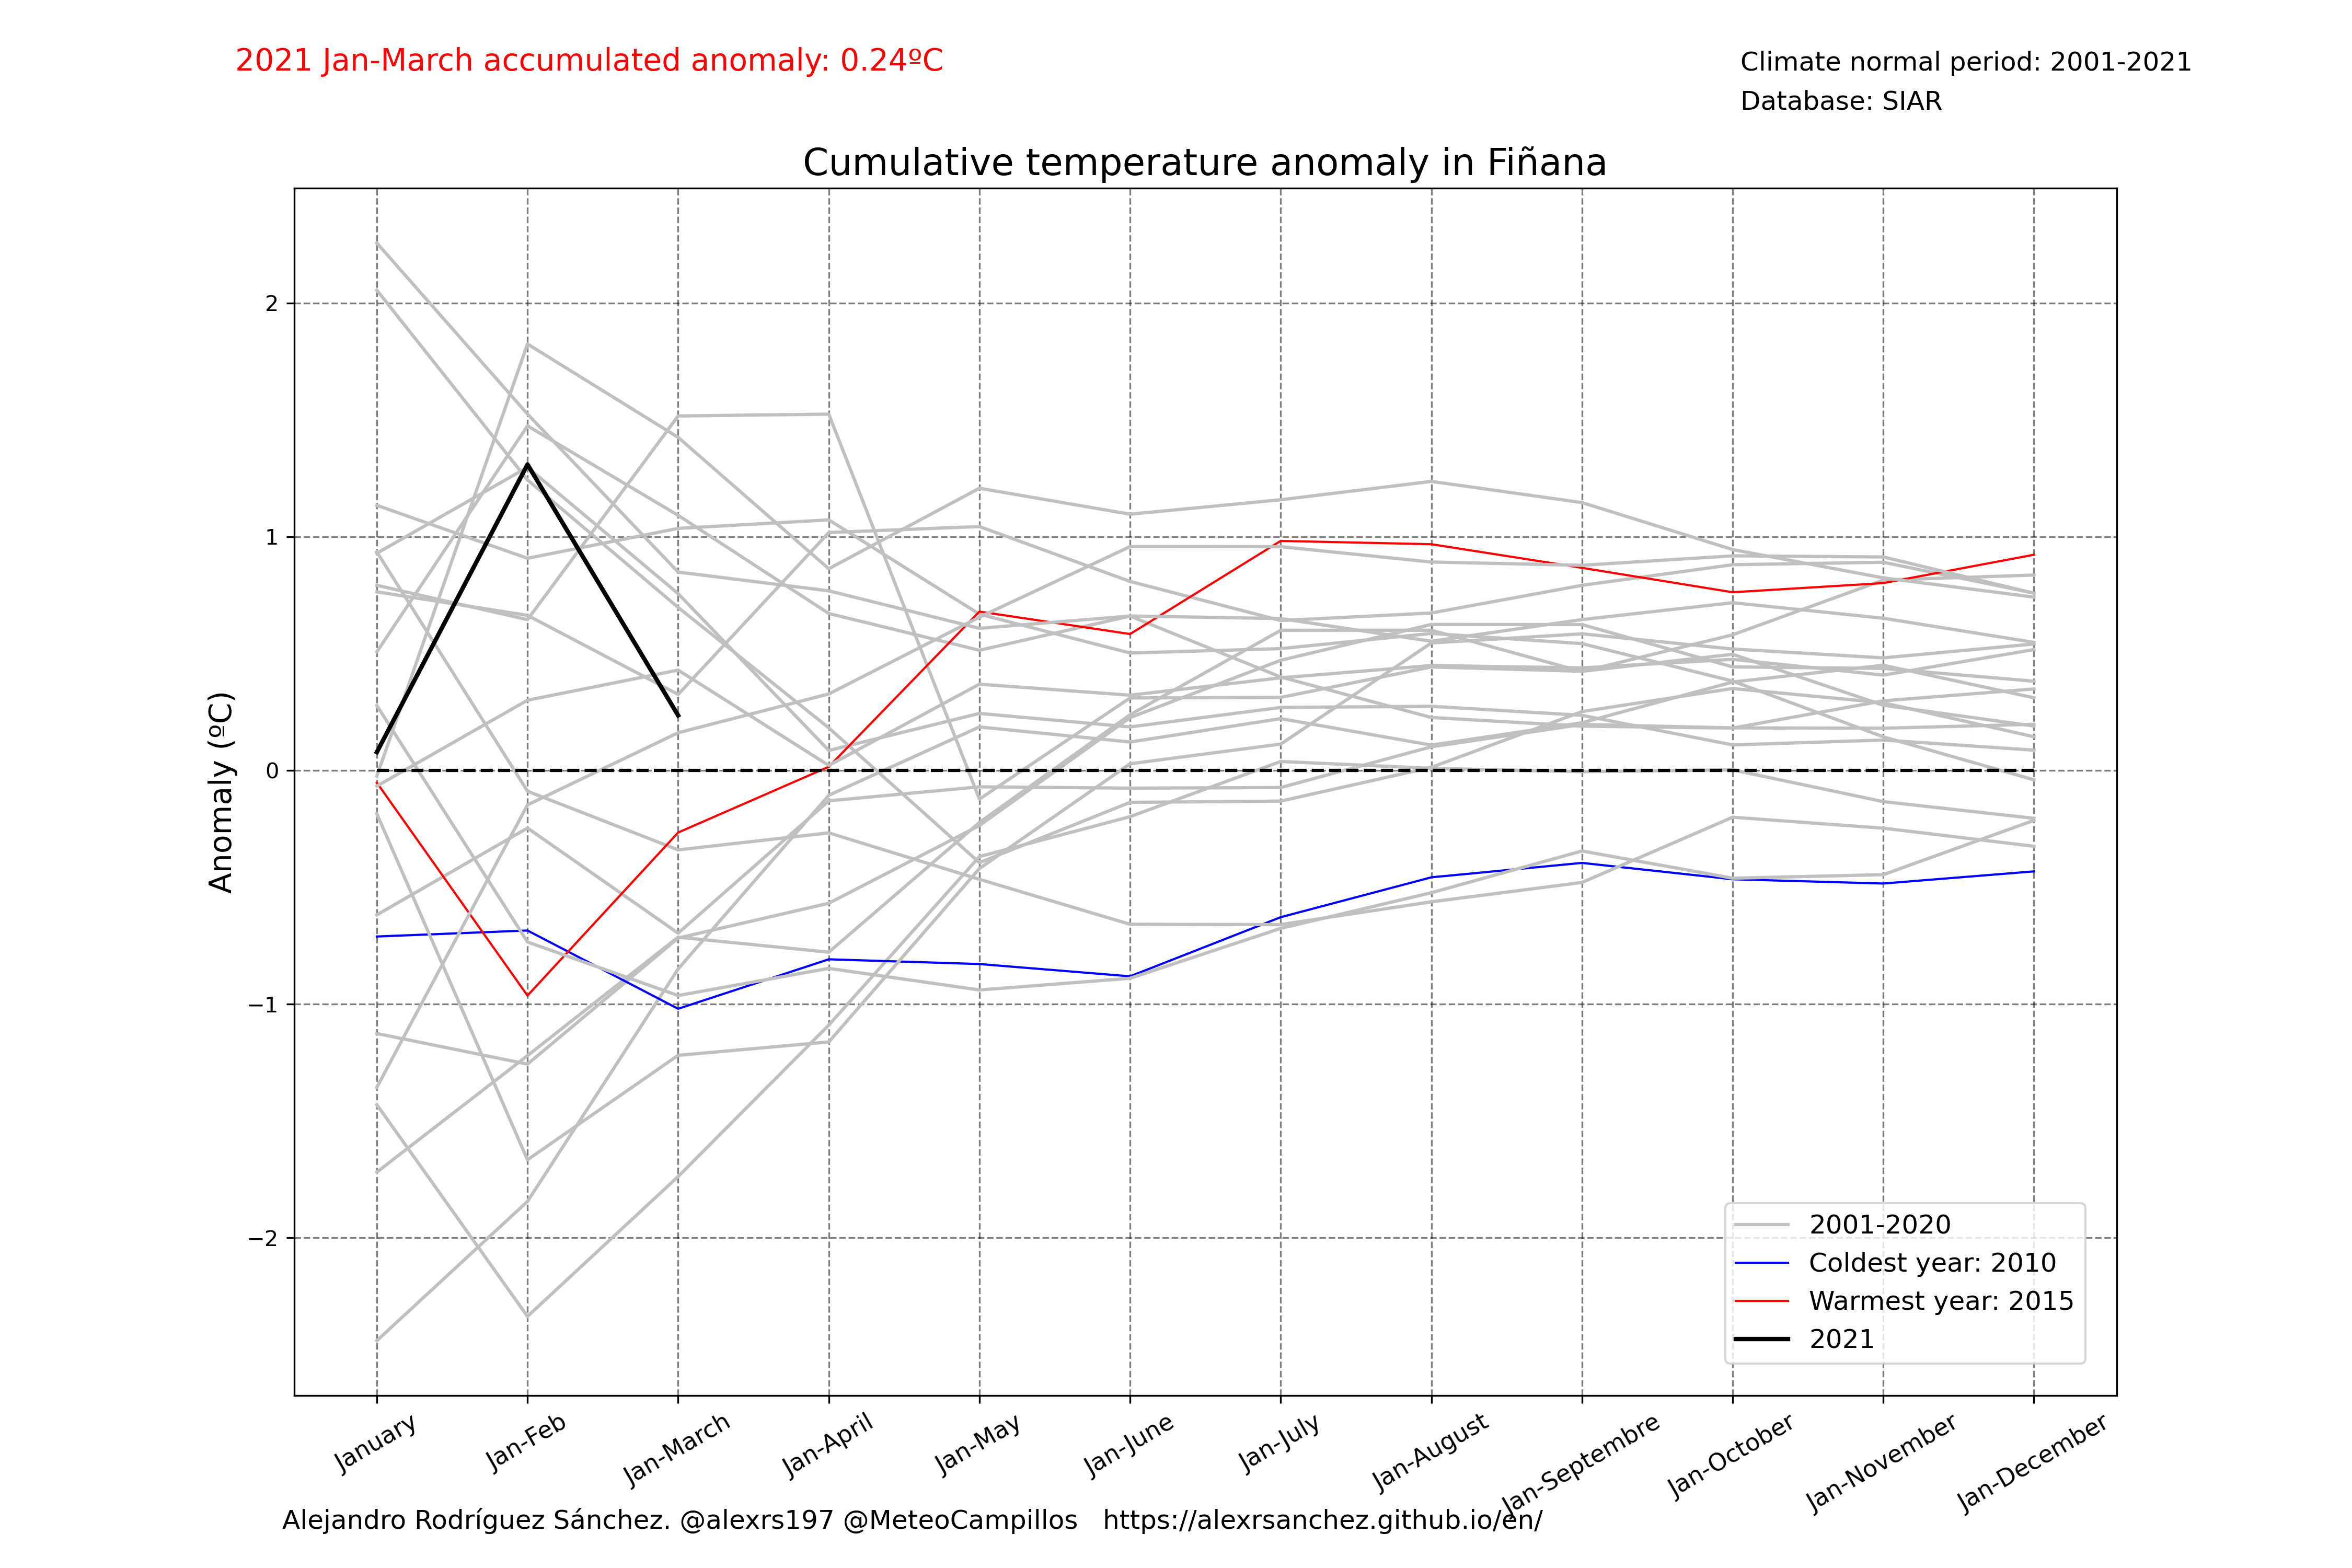 2021 Jan-March accumulated anomaly: 0.24ºC
Climate normal period: 2001-2021
Database: SIAR
Cumulative temperature anomaly in Fiñana
Anomaly (ºC)
2
1
0
−1
−2
2001-2020
Coldest year: 2010
Warmest year: 2015
2021
January
Jan-Feb
Jan-March
Jan-April
Jan-May
Jan-June
Jan-July
Jan-August
Jan-Septembre
Jan-October
Jan-November
Jan-December
Alejandro Rodríguez Sánchez. @alexrs197 @MeteoCampillos https://alexrsanchez.github.io/en/